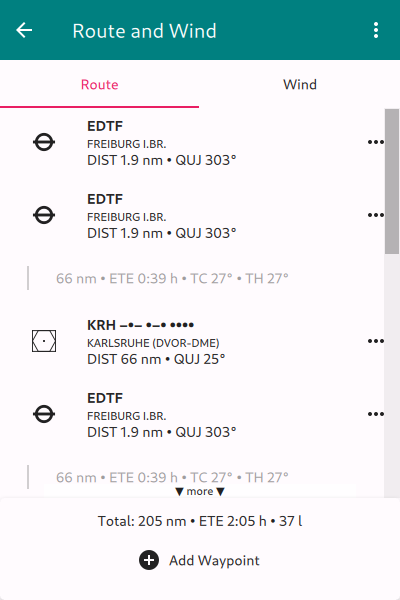 Route and Wind
Route
Wind
EDTF
FREIBURG I.BR.
DIST 1.9 nm • QUJ 303°
EDTF
FREIBURG I.BR.
DIST 1.9 nm • QUJ 303°
66 nm • ETE 0:39 h • TC 27° • TH 27°
KRH –•– •–• ••••
KARLSRUHE (DVOR-DME)
DIST 66 nm • QUJ 25°
EDTF
FREIBURG I.BR.
DIST 1.9 nm • QUJ 303°
66 nm • ETE 0:39 h • TC 27° • TH 27°
▼ more ▼
Total: 205 nm • ETE 2:05 h • 37 l
Add Waypoint